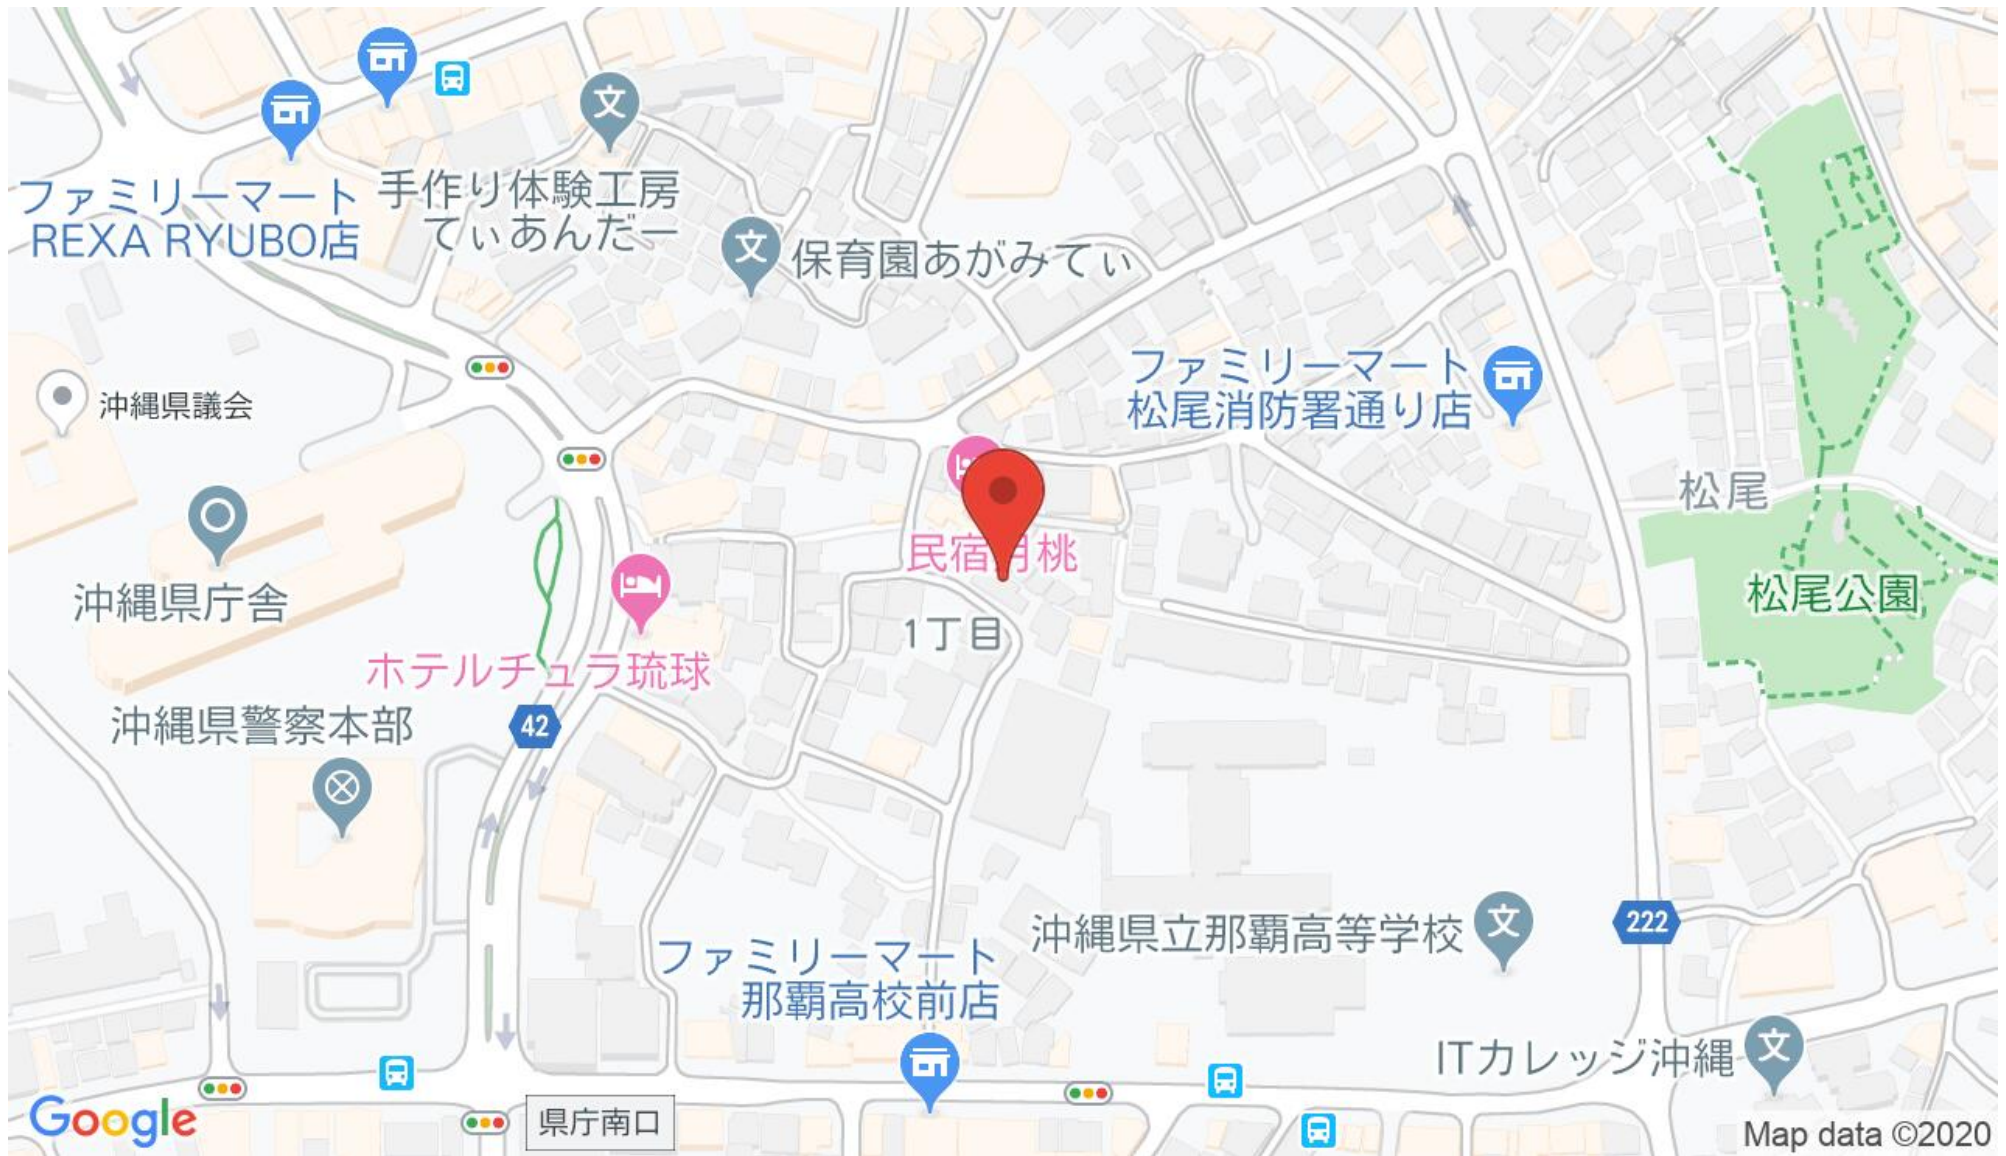 ファミリーマート
REXA RYUBO店
手作り体験工房
てぃあんだー
保育園あがみてぃ
沖縄県議会
ファミリーマート
松尾消防署通り店
松尾
沖縄県庁舎
民宿月桃
松尾公園
1丁目
ホテルチュラ琉球
沖縄県警察本部
42
沖縄県立那覇高等学校
222
ファミリーマート
那覇高校前店
ITカレッジ沖縄
県庁南口
Google
Map data ©2020
文
文
文
文